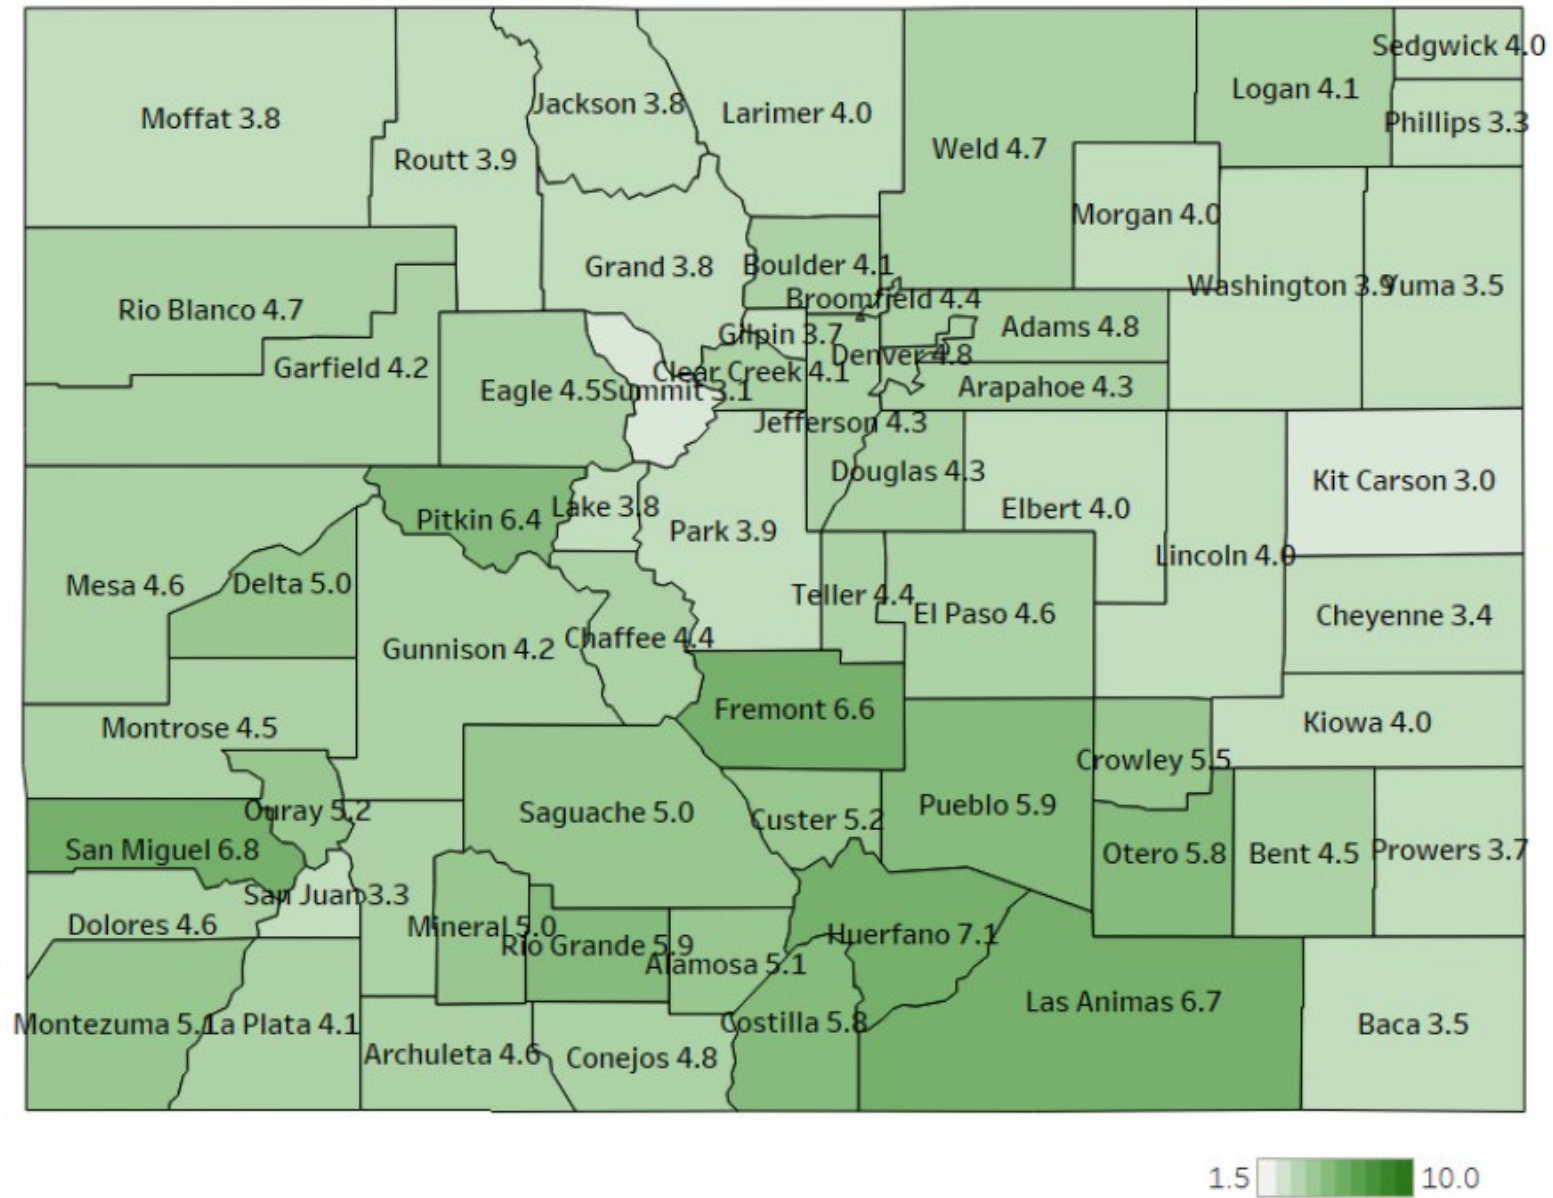 Sedgwick 4.0
Logan 4.1
Jackson 3.8
Larimer 4.0
Moffat 3.8
Phillips 3.3
Weld 4.7
Routt 3.9
Morgan 4.0
Grand 3.8
Boulder 4.1
Washington 3.9
Yuma 3.5
Broomfield 4.4
Rio Blanco 4.7
Adams 4.8
Gilpin 3.7
Denver 4.8
Garfield 4.2
Clear Creek 4.1
Eagle 4.5
Summit 3.1
Arapahoe 4.3
Jefferson 4.3
Douglas 4.3
Kit Carson 3.0
Lake 3.8
Elbert 4.0
Pitkin 6.4
Park 3.9
Lincoln 4.0
Mesa 4.6
Delta 5.0
Teller 4.4
El Paso 4.6
Cheyenne 3.4
Chaffee 4.4
Gunnison 4.2
Fremont 6.6
Kiowa 4.0
Montrose 4.5
Crowley 5.5
Pueblo 5.9
Ouray 5.2
Saguache 5.0
Custer 5.2
San Miguel 6.8
Otero 5.8
Bent 4.5
Prowers 3.7
San Juan 3.3
Dolores 4.6
Mineral 5.0
Huerfano 7.1
Rio Grande 5.9
Alamosa 5.1
Las Animas 6.7
Montezuma 5.1
La Plata 4.1
Costilla 5.8
Baca 3.5
Archuleta 4.6
Conejos 4.8
1.5 10.0